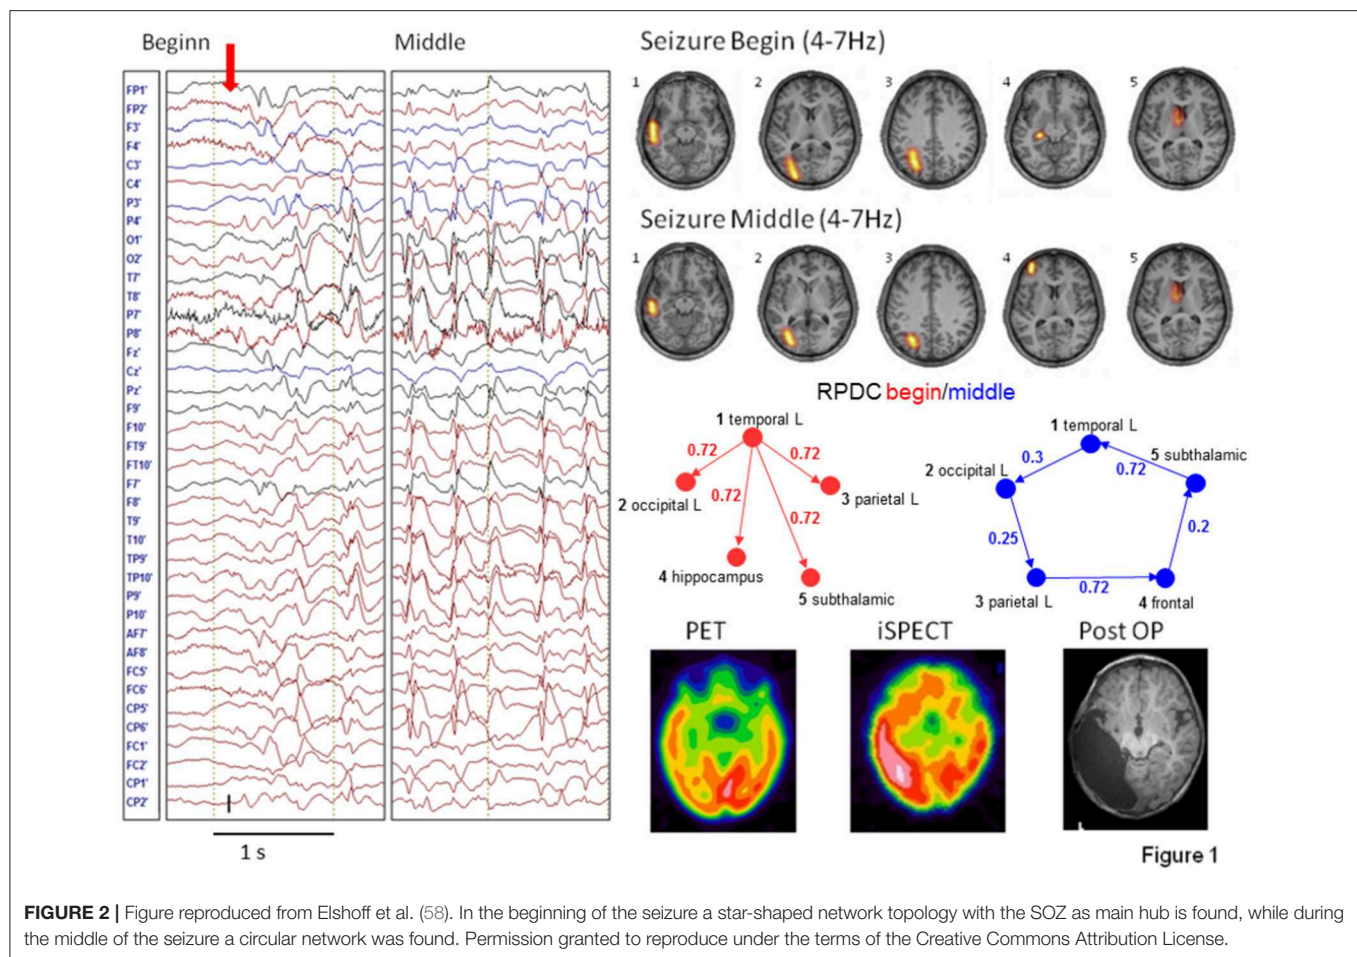 Beginn
Middle
FP1'
FP2'
F3'
F4'
C3'
C4'
P3'
P4'
O1'
O2'
T7'
T8'
P7'
P8'
Fz'
Cz'
Pz'
F9'
F10'
FT9'
FT10'
F7'
F8'
T9'
T10'
TP9'
TP10'
P9'
P10'
AF7'
AF8'
FC5'
FC6'
CP5'
CP6'
FC1'
FC2'
CP1'
CP2'
1 s
Seizure Begin (4-7Hz)
1 2 3 4 5
Seizure Middle (4-7Hz)
1 2 3 4 5
RPDC begin/middle
1 temporal L
0.72
0.72
2 occipital L
0.72
3 parietal L
0.72
4 hippocampus
5 subthalamic
1 temporal L
0.3
5 subthalamic
0.72
2 occipital L
0.25
0.2
0.72
3 parietal L
4 frontal
PET
iSPECT
Post OP
Figure 1
FIGURE 2 | Figure reproduced from Elshoff et al. (58). In the beginning of the seizure a star-shaped network topology with the SOZ as main hub is found, while during
the middle of the seizure a circular network was found. Permission granted to reproduce under the terms of the Creative Commons Attribution License.